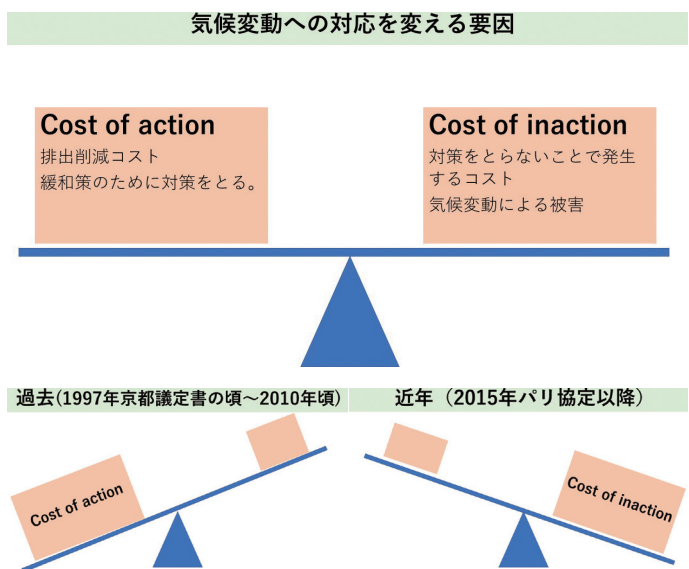 気候変動への対応を変える要因
Cost of action
排出削減コスト
緩和策のために対策をとる。
Cost of inaction
対策をとらないことで発生
するコスト
気候変動による被害
過去(1997年京都議定書の頃～2010年頃)
近年（2015年パリ協定以降）
Cost of action
Cost of inaction